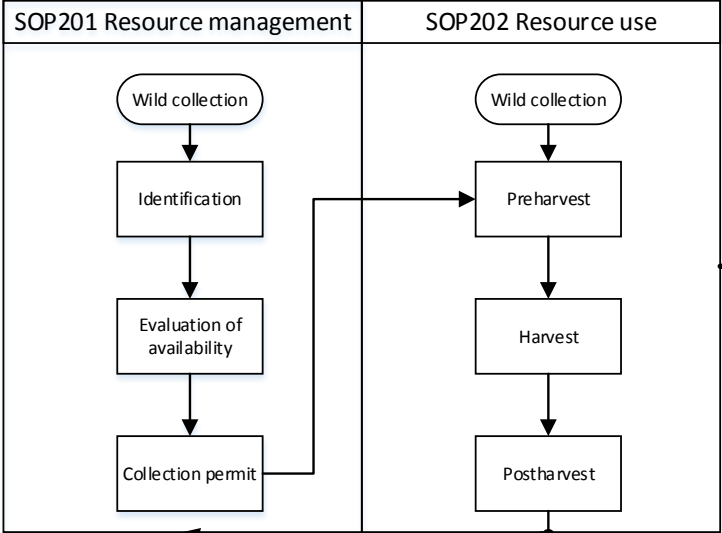 SOP201 Resource management
SOP202 Resource use
Wild collection
Identification
Evaluation of
availability
Collection permit
Wild collection
Preharvest
Harvest
Postharvest